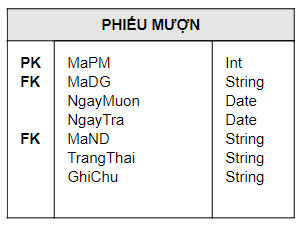 PHIẾU MƯỢN
PK MaPM Int
FK MaDG String
NgayMuon Date
NgayTra Date
FK MaND String
TrangThai String
GhiChu String